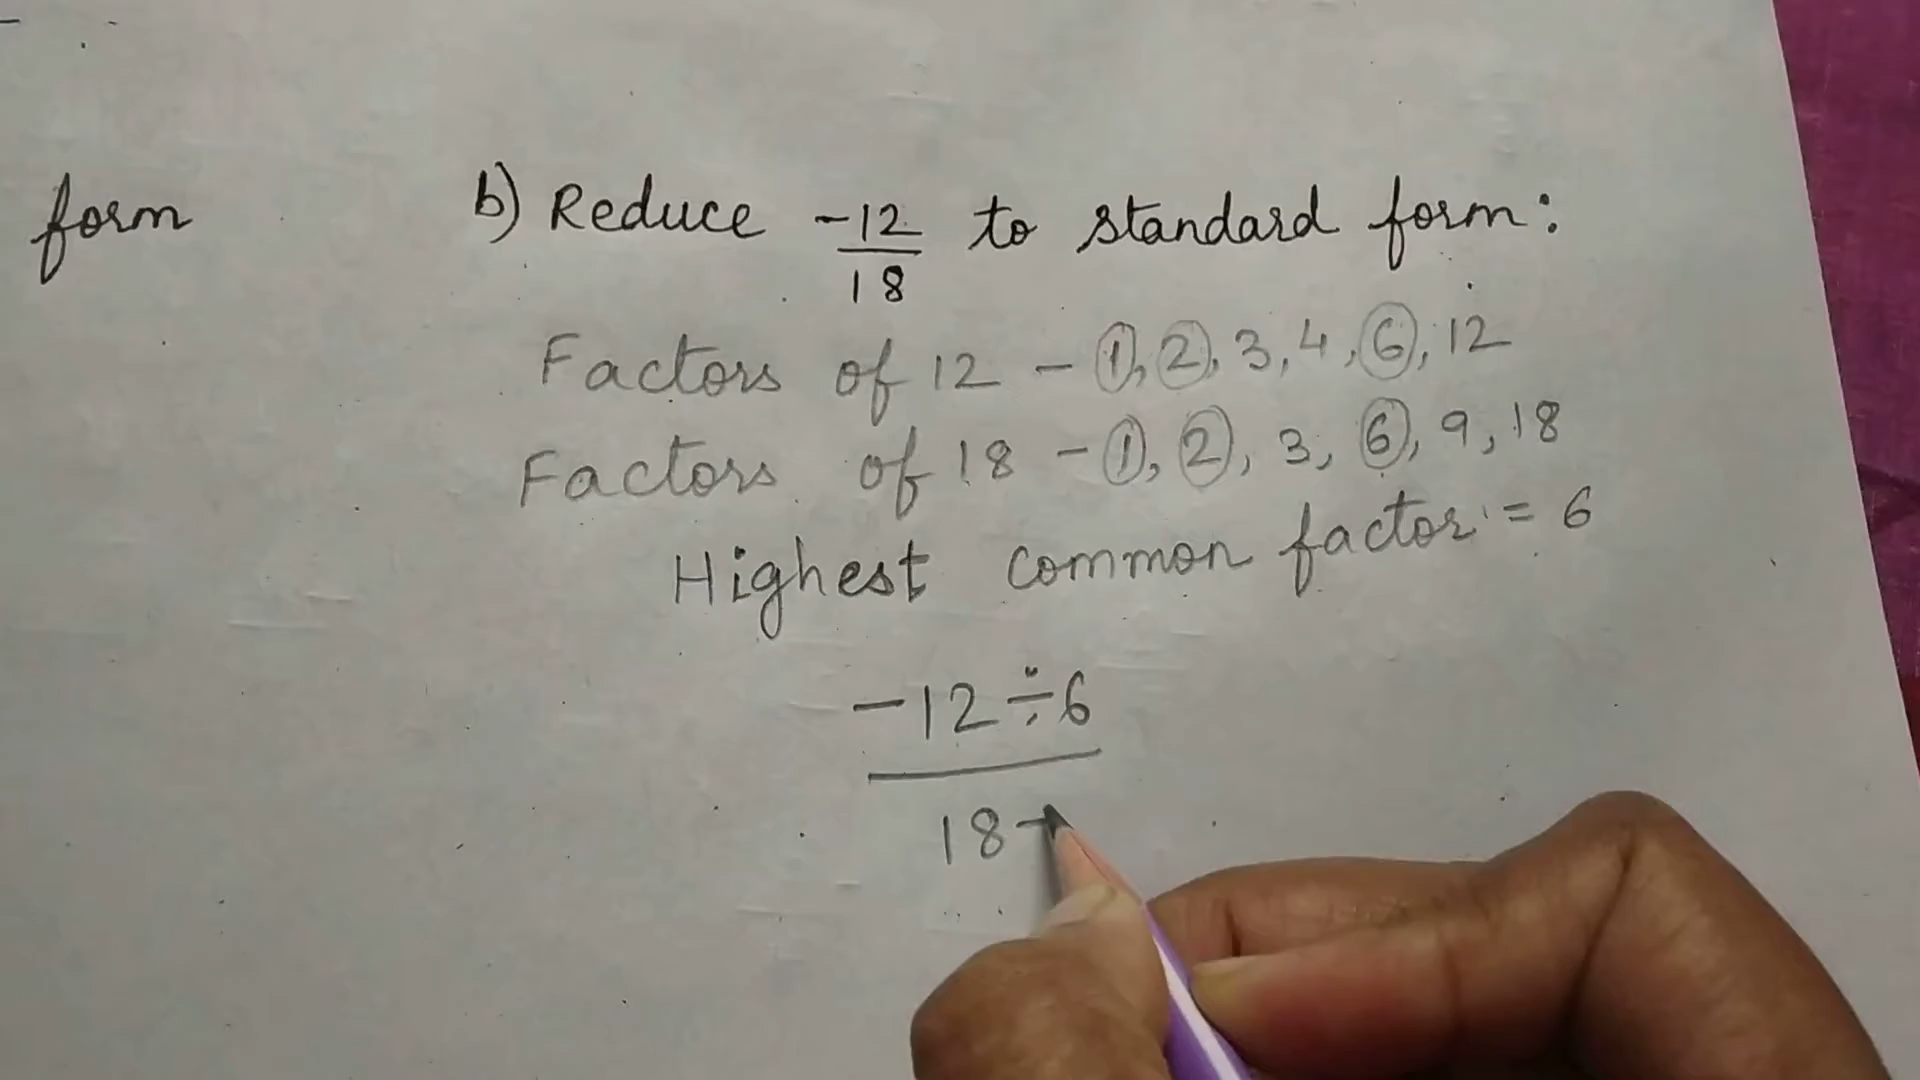 form
b) Reduce -12/18 to standard form:
Factors of 12 - 1, 2, 3, 4, 6, 12
Factors of 18 - 1, 2, 3, 6, 9, 18
Highest common factor = 6
-12 ÷ 6
18 -